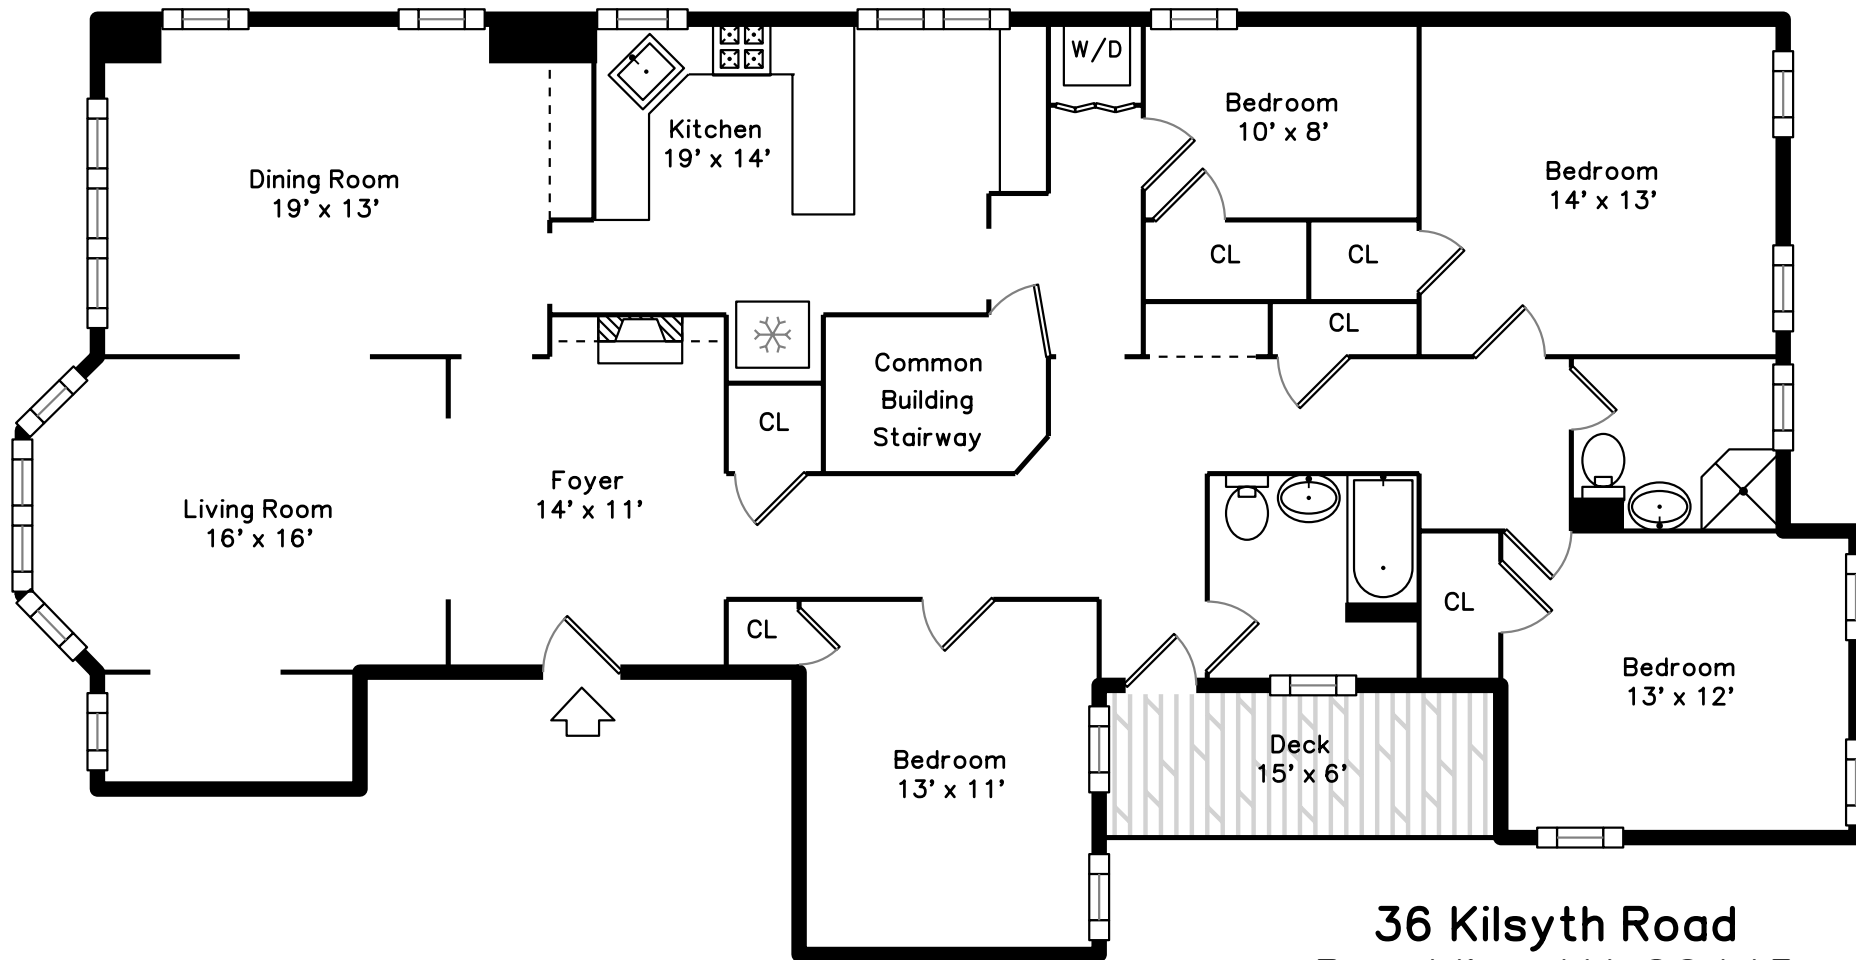 W/D
Bedroom
10' x 8'
Kitchen
19' x 14'
Dining Room
19' x 13'
Bedroom
14' x 13'
CL
CL
CL
Common
Building
Stairway
CL
Foyer
14' x 11'
Living Room
16' x 16'
CL
CL
Bedroom
13' x 12'
Deck
15' x 6'
Bedroom
13' x 11'
36 Kilsyth Road